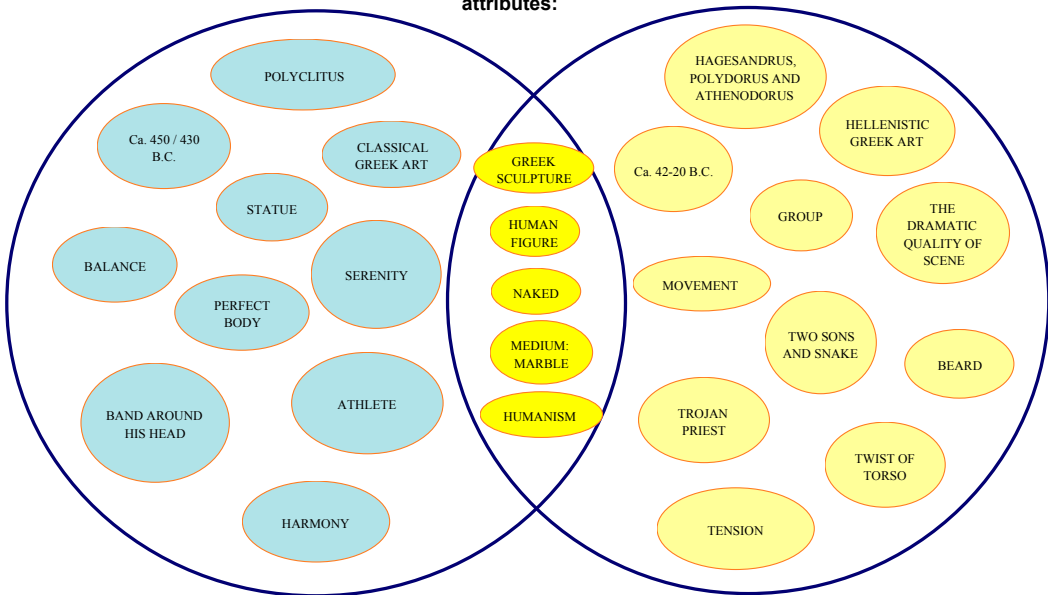 attributes:
POLYCLITUS
Ca. 450 / 430
B.C.
CLASSICAL
GREEK ART
STATUE
BALANCE
SERENITY
PERFECT
BODY
BAND AROUND
HIS HEAD
ATHLETE
HARMONY
GREEK
SCULPTURE
HUMAN
FIGURE
NAKED
MEDIUM:
MARBLE
HUMANISM
HAGESANDRUS,
POLYDORUS AND
ATHENODORUS
HELLENISTIC
GREEK ART
Ca. 42-20 B.C.
GROUP
THE
DRAMATIC
QUALITY OF
SCENE
MOVEMENT
TWO SONS
AND SNAKE
BEARD
TROJAN
PRIEST
TWIST OF
TORSO
TENSION